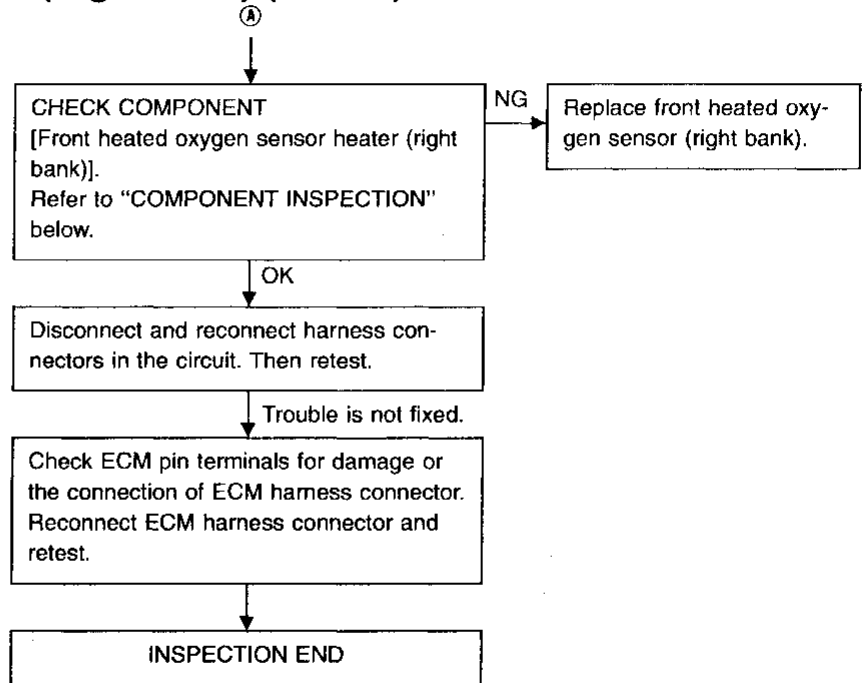 Ⓐ
CHECK COMPONENT
[Front heated oxygen sensor heater (right
bank)].
Refer to “COMPONENT INSPECTION”
below.
NG
Replace front heated oxy-
gen sensor (right bank).
OK
Disconnect and reconnect harness con-
nectors in the circuit. Then retest.
Trouble is not fixed.
Check ECM pin terminals for damage or
the connection of ECM harness connector.
Reconnect ECM harness connector and
retest.
INSPECTION END